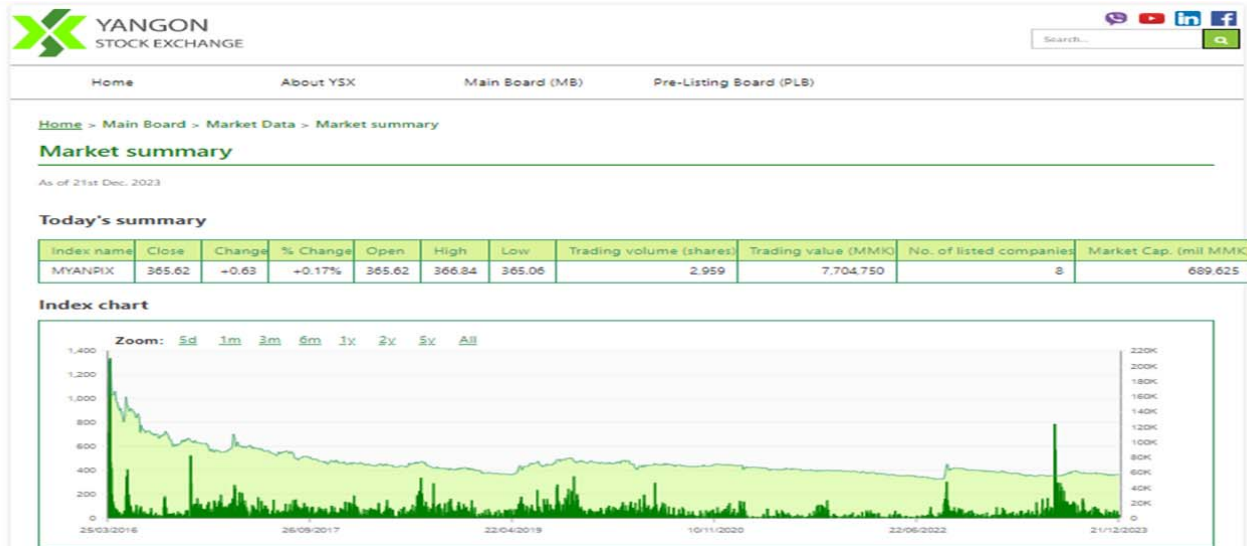 YANGON
STOCK EXCHANGE
Search...
Home About YSX Main Board (MB) Pre-Listing Board (PLB)
Home > Main Board > Market Data > Market summary
Market summary
As of 21st Dec. 2023
Today's summary
Index name Close Change % Change Open High Low Trading volume (shares) Trading value (MMK) No. of listed companies Market Cap. (mil MMK
MYANPIX 365.62 +0.63 +0.17% 365.62 366.84 365.06 2,959 7,704,750 8 689,625
Index chart
Zoom: 5d 1m 3m 6m 1y 2y 5y All
1,400 220K
1,200 200K
180K
1,000 160K
140K
800 120K
600 100K
80K
400 60K
40K
200 20K
0 0
25/03/2016 26/09/2017 22/04/2019 10/11/2020 22/06/2022 21/12/2023